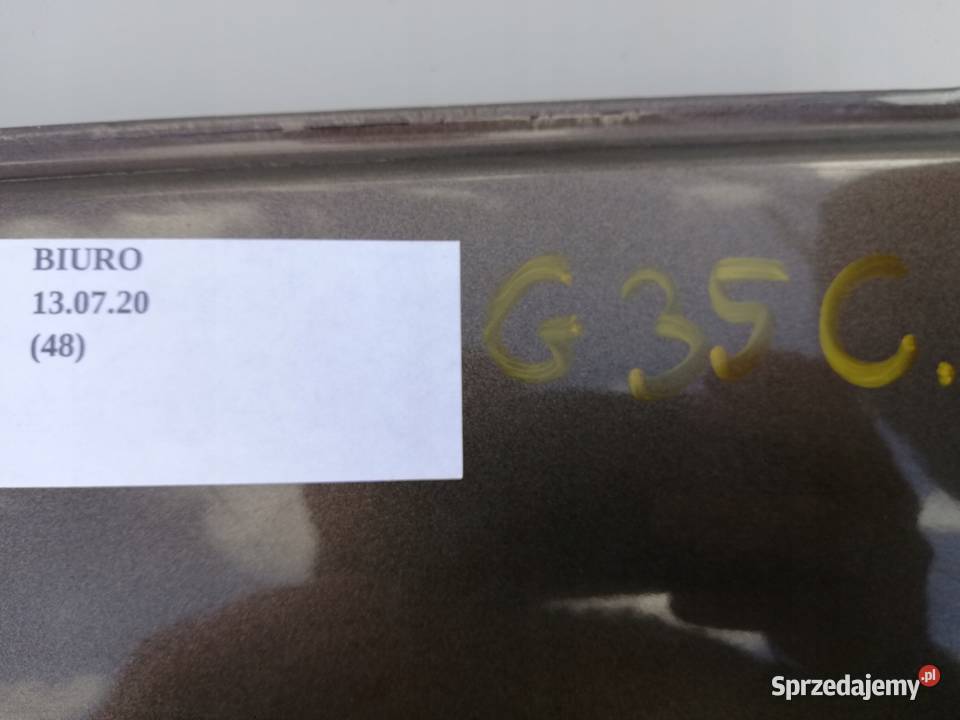 BIURO
13.07.20
(48)
G35C.
Sprzedajemy.pl